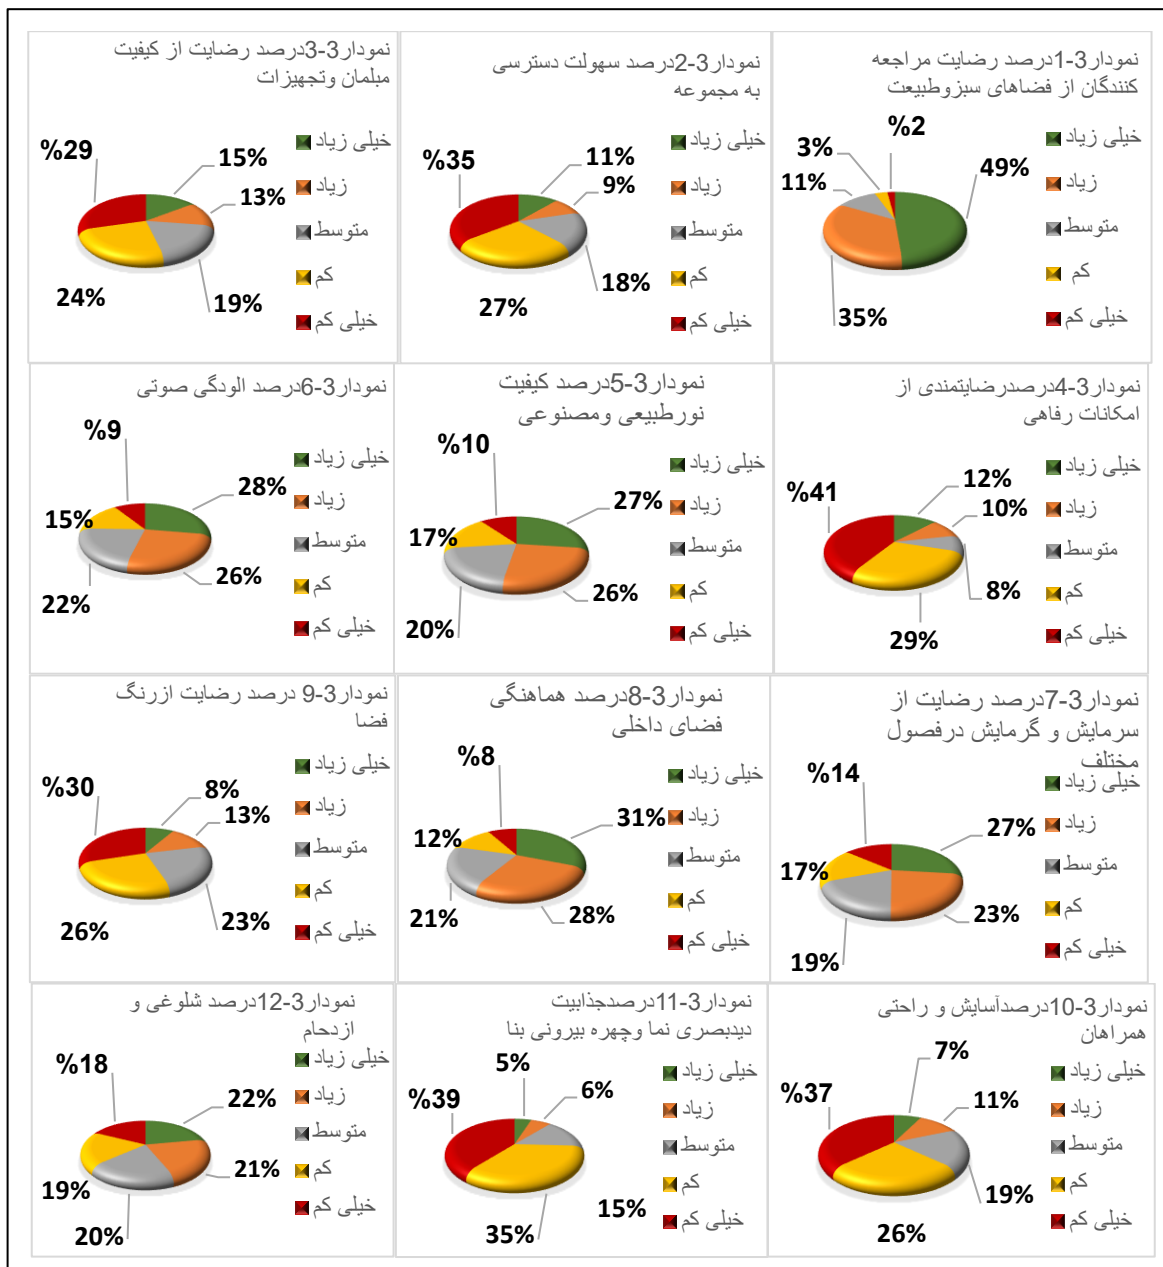 نمودار3-1درصد رضایت مراجعه
کنندگان از فضاهای سبزوطبیعت
%2
3%
11%
49%
35%
خیلی زیاد
زیاد
متوسط
کم
خیلی کم
نمودار3-2درصد سهولت دسترسی
به مجموعه
%35
11%
9%
18%
27%
خیلی زیاد
زیاد
متوسط
کم
خیلی کم
نمودار3-3درصد رضایت از کیفیت
مبلمان وتجهیزات
%29
15%
13%
19%
24%
خیلی زیاد
زیاد
متوسط
کم
خیلی کم
نمودار3-4درصدرضایتمندی از
امکانات رفاهی
%41
12%
10%
8%
29%
خیلی زیاد
زیاد
متوسط
کم
خیلی کم
نمودار3-5درصد کیفیت
نورطبیعی ومصنوعی
%10
27%
17%
26%
20%
خیلی زیاد
زیاد
متوسط
کم
خیلی کم
نمودار3-6درصد الودگی صوتی
%9
28%
15%
26%
22%
خیلی زیاد
زیاد
متوسط
کم
خیلی کم
نمودار3-7درصد رضایت از
سرمایش و گرمایش درفصول
مختلف
%14
27%
17%
23%
19%
خیلی زیاد
زیاد
متوسط
کم
خیلی کم
نمودار3-8درصد هماهنگی
فضای داخلی
%8
31%
12%
21%
28%
خیلی زیاد
زیاد
متوسط
کم
خیلی کم
نمودار3-9 درصد رضایت ازرنگ
فضا
%30
8%
13%
23%
26%
خیلی زیاد
زیاد
متوسط
کم
خیلی کم
نمودار3-10درصدآسایش و راحتی
همراهان
7%
%37
11%
19%
26%
خیلی زیاد
زیاد
متوسط
کم
خیلی کم
نمودار3-11درصدجذابیت
دیدبصری نما وچهره بیرونی بنا
5%
6%
%39
15%
35%
خیلی زیاد
زیاد
متوسط
کم
خیلی کم
نمودار3-12درصد شلوغی و
ازدحام
%18
22%
21%
19%
20%
خیلی زیاد
زیاد
متوسط
کم
خیلی کم